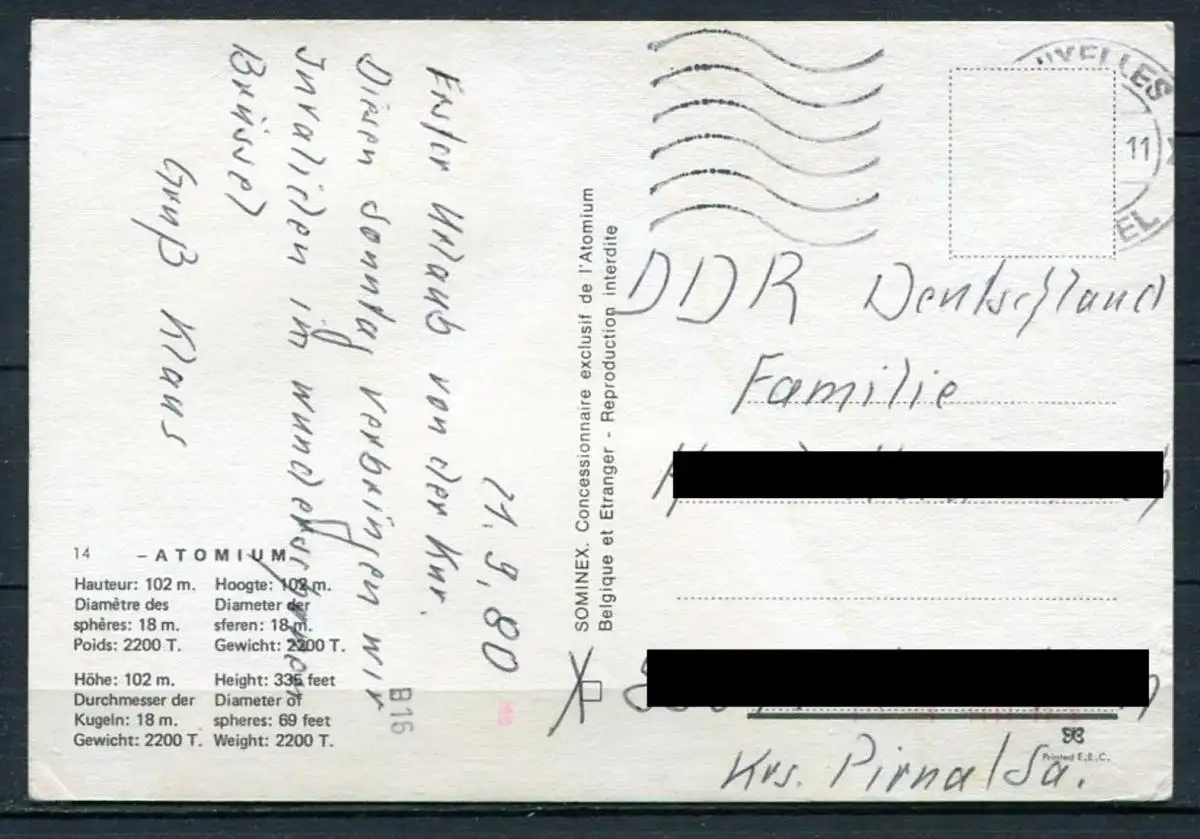 21.9.80
Erster Urlaub von der Kur.
Diesen Sonntag verbringen wir
Invaliden im wunderschönen
Brüssel
Gruß Klaus
14 – ATOMIUM
Hauteur: 102 m.
Diamètre des
sphères: 18 m.
Poids: 2200 T.
Hoogte: 102 m.
Diameter der
sferen: 18 m.
Gewicht: 2200 T.
Höhe: 102 m.
Durchmesser der
Kugeln: 18 m.
Gewicht: 2200 T.
Height: 335 feet
Diameter of
spheres: 69 feet
Weight: 2200 T.
B16
SOMINEX. Concessionnaire exclusif de l'Atomium
Belgique et Etranger - Reproduction interdite
11
DDR Deutschland
Familie
Krs. Pirna/Sa.
Printed E.E.C.